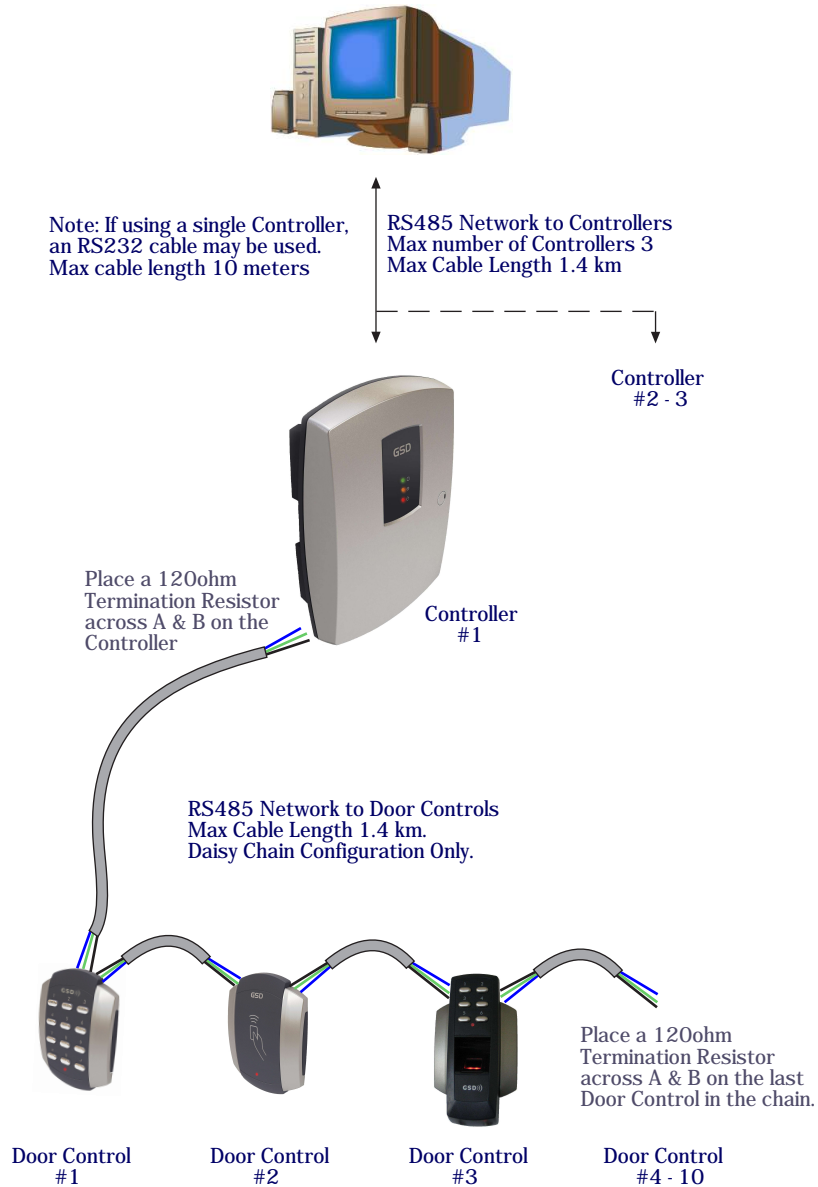 Note: If using a single Controller,
an RS232 cable may be used.
Max cable length 10 meters
RS485 Network to Controllers
Max number of Controllers 3
Max Cable Length 1.4 km
Controller
#2 - 3
GSD
Place a 120ohm
Termination Resistor
across A & B on the
Controller
Controller
#1
RS485 Network to Door Controls
Max Cable Length 1.4 km.
Daisy Chain Configuration Only.
GSD
GSD
GSD
Place a 120ohm
Termination Resistor
across A & B on the last
Door Control in the chain.
Door Control
#1
Door Control
#2
Door Control
#3
Door Control
#4 - 10